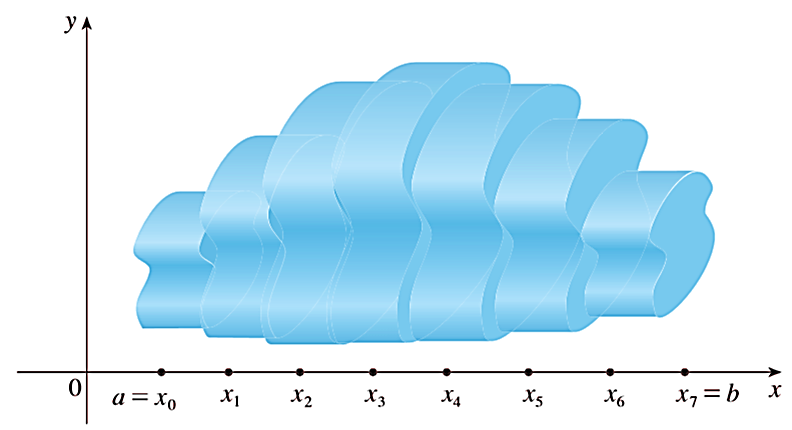 y
0
a = x₀ x₁ x₂ x₃ x₄ x₅ x₆ x₇ = b x